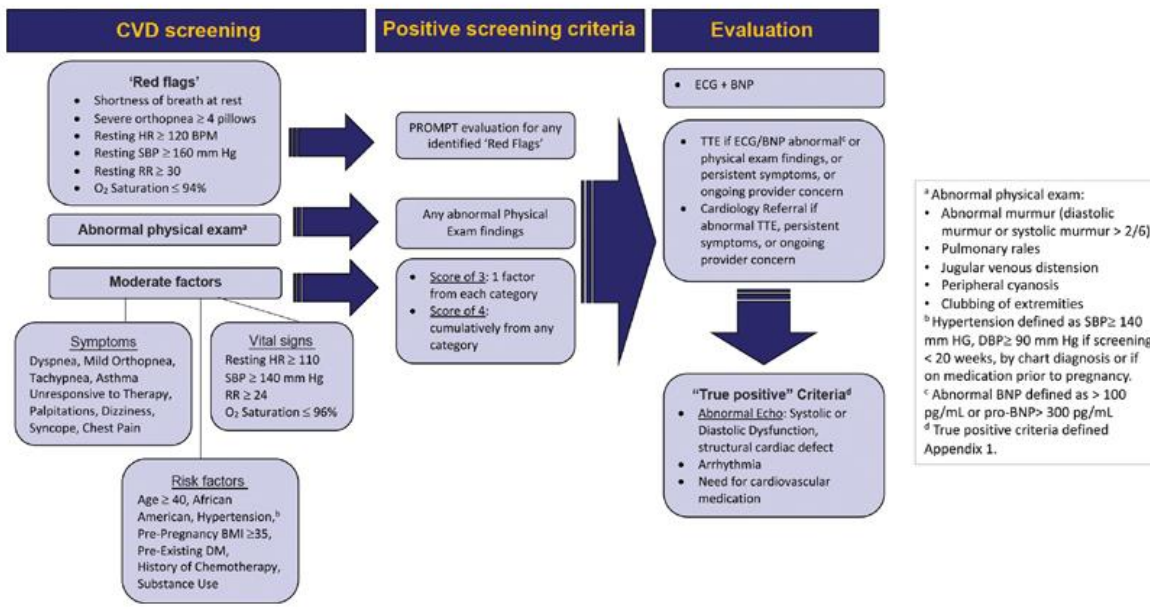 CVD screening
Positive screening criteria
Evaluation
'Red flags'
• Shortness of breath at rest
• Severe orthopnea ≥ 4 pillows
• Resting HR ≥ 120 BPM
• Resting SBP ≥ 160 mm Hg
• Resting RR ≥ 30
• O₂ Saturation ≤ 94%
Abnormal physical examᵃ
Moderate factors
Symptoms
Dyspnea, Mild Orthopnea,
Tachypnea, Asthma
Unresponsive to Therapy,
Palpitations, Dizziness,
Syncope, Chest Pain
Vital signs
Resting HR ≥ 110
SBP ≥ 140 mm Hg
RR ≥ 24
O₂ Saturation ≤ 96%
Risk factors
Age ≥ 40, African
American, Hypertension,ᵇ
Pre-Pregnancy BMI ≥35,
Pre-Existing DM,
History of Chemotherapy,
Substance Use
PROMPT evaluation for any
identified 'Red Flags'
Any abnormal Physical
Exam findings
• Score of 3: 1 factor
from each category
• Score of 4:
cumulatively from any
category
• ECG + BNP
• TTE if ECG/BNP abnormalᶜ or
physical exam findings, or
persistent symptoms, or
ongoing provider concern
• Cardiology Referral if
abnormal TTE, persistent
symptoms, or ongoing
provider concern
"True positive" Criteriaᵈ
• Abnormal Echo: Systolic or
Diastolic Dysfunction,
structural cardiac defect
• Arrhythmia
• Need for cardiovascular
medication
ᵃ Abnormal physical exam:
• Abnormal murmur (diastolic
murmur or systolic murmur > 2/6)
• Pulmonary rales
• Jugular venous distension
• Peripheral cyanosis
• Clubbing of extremities
ᵇ Hypertension defined as SBP≥ 140
mm HG, DBP≥ 90 mm Hg if screening
< 20 weeks, by chart diagnosis or if
on medication prior to pregnancy.
ᶜ Abnormal BNP defined as > 100
pg/mL or pro-BNP> 300 pg/mL
ᵈ True positive criteria defined
Appendix 1.